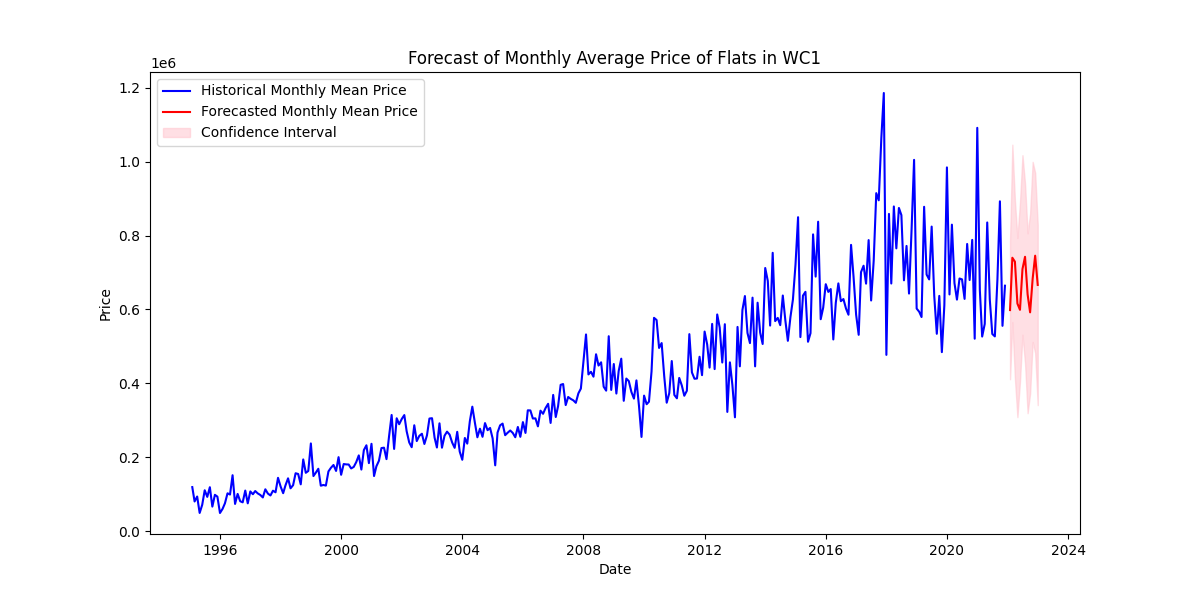 Forecast of Monthly Average Price of Flats in WC1
1e6
Historical Monthly Mean Price
Forecasted Monthly Mean Price
Confidence Interval
1.2
1.0
0.8
0.6
0.4
0.2
0.0
Price
1996 2000 2004 2008 2012 2016 2020 2024
Date